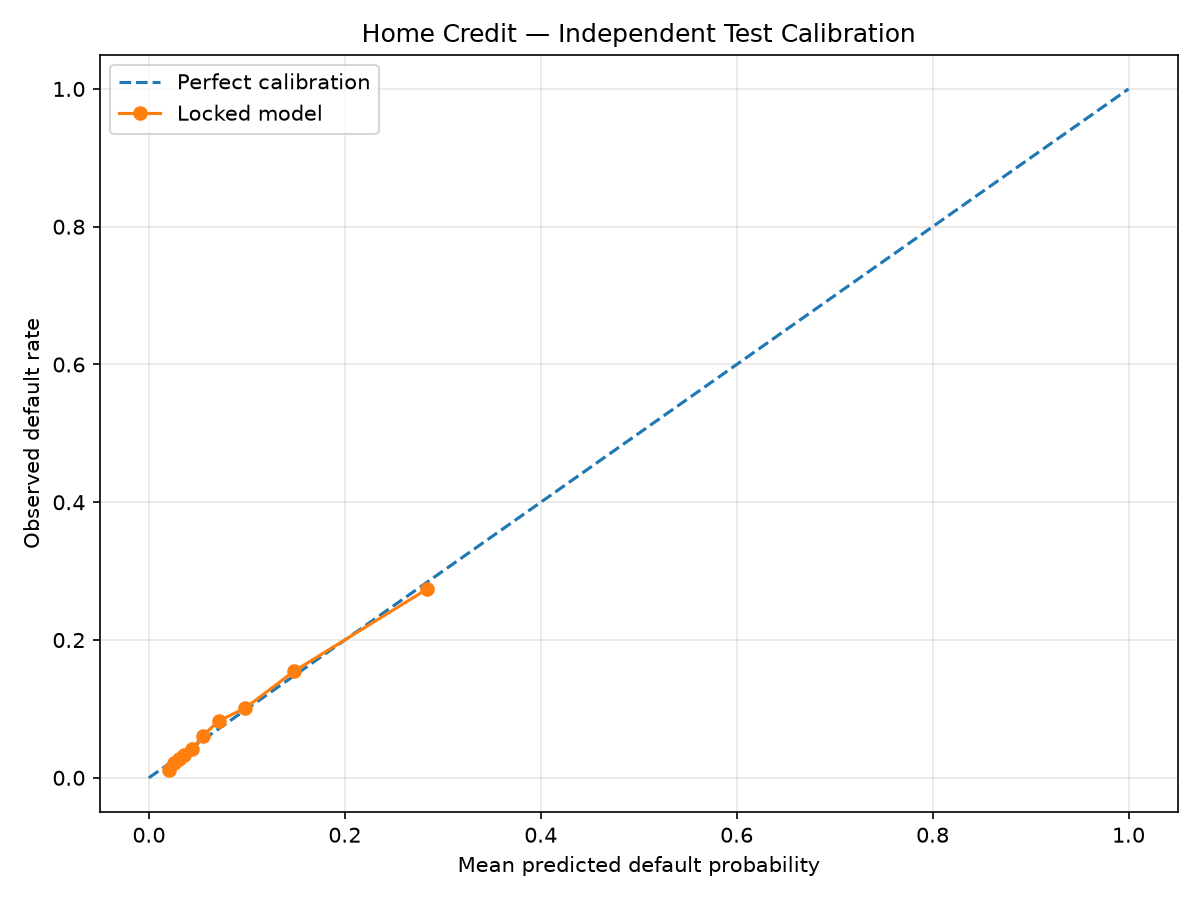 Home Credit — Independent Test Calibration
Perfect calibration
Locked model
Observed default rate
1.0
0.8
0.6
0.4
0.2
0.0
0.0 0.2 0.4 0.6 0.8 1.0
Mean predicted default probability